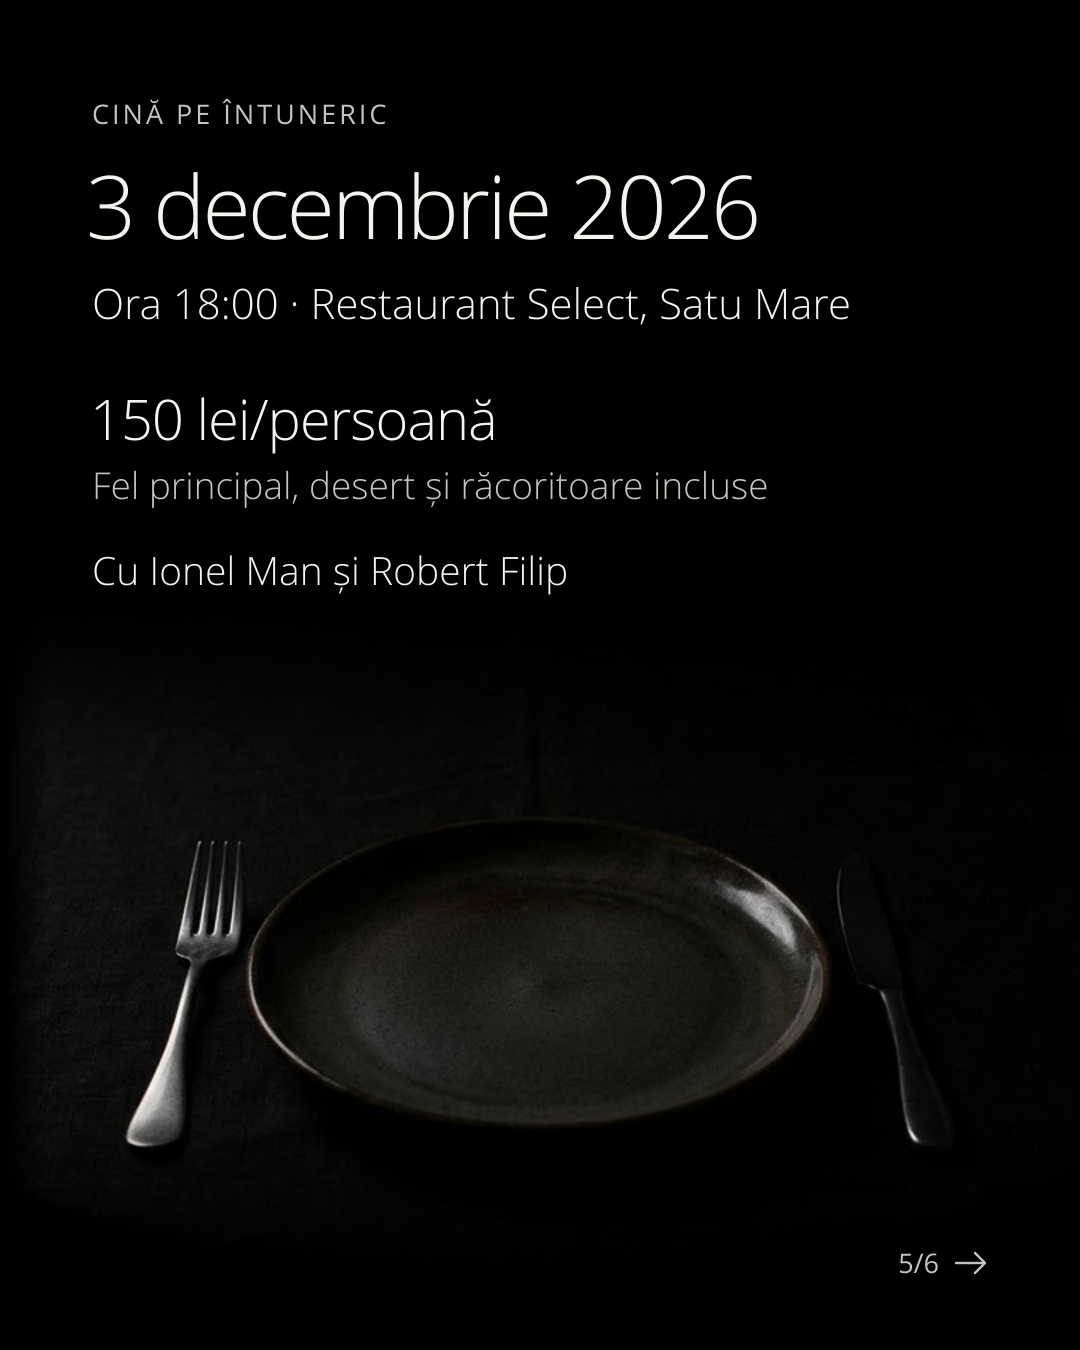 CINĂ PE ÎNTUNERIC
3 decembrie 2026
Ora 18:00 · Restaurant Select, Satu Mare
150 lei/persoană
Fel principal, desert și răcoritoare incluse
Cu Ionel Man și Robert Filip
5/6 →